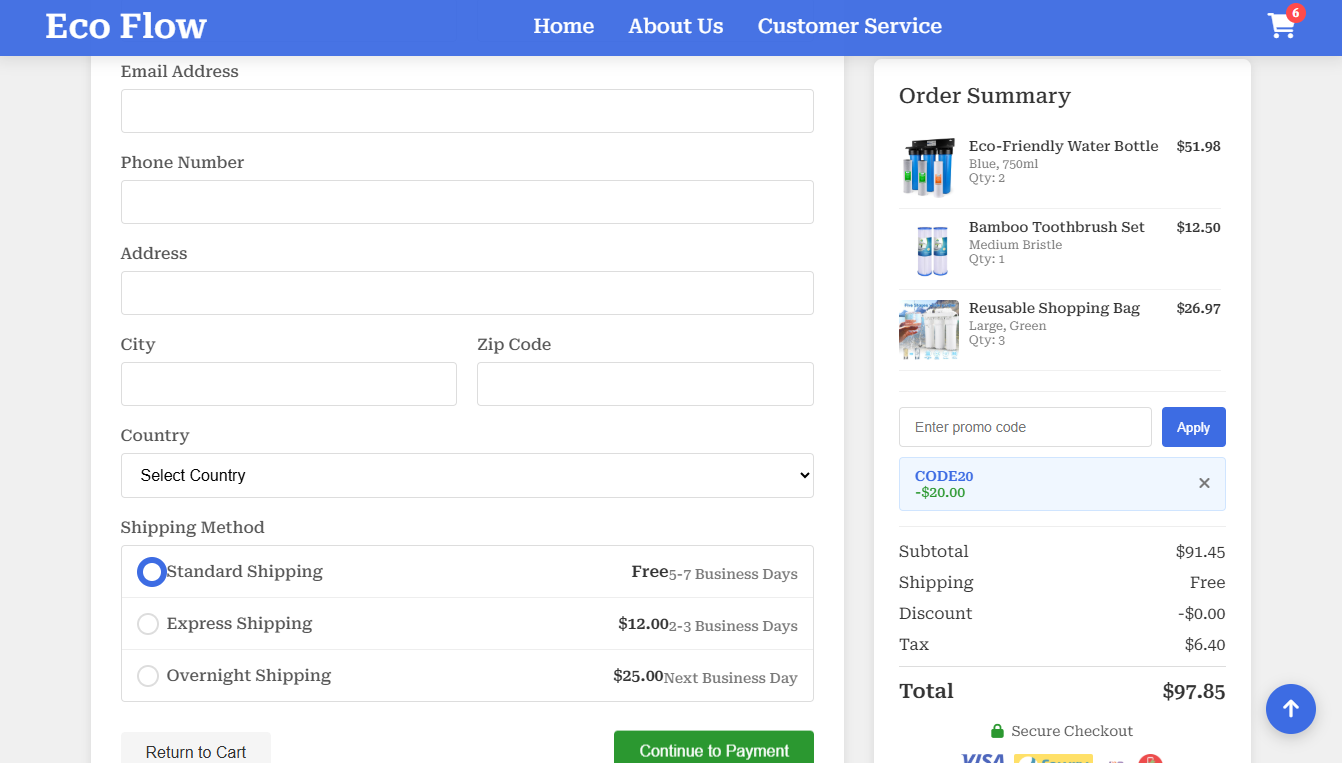 Eco Flow
Home
About Us
Customer Service
6
Email Address
Phone Number
Address
City
Zip Code
Country
Select Country
Shipping Method
Standard Shipping
Free
5-7 Business Days
Express Shipping
$12.00
2-3 Business Days
Overnight Shipping
$25.00
Next Business Day
Return to Cart
Continue to Payment
Order Summary
Eco-Friendly Water Bottle
$51.98
Blue, 750ml
Qty: 2
Bamboo Toothbrush Set
$12.50
Medium Bristle
Qty: 1
Reusable Shopping Bag
$26.97
Large, Green
Qty: 3
Enter promo code
Apply
CODE20
-$20.00
Subtotal
$91.45
Shipping
Free
Discount
-$0.00
Tax
$6.40
Total
$97.85
Secure Checkout
VISA